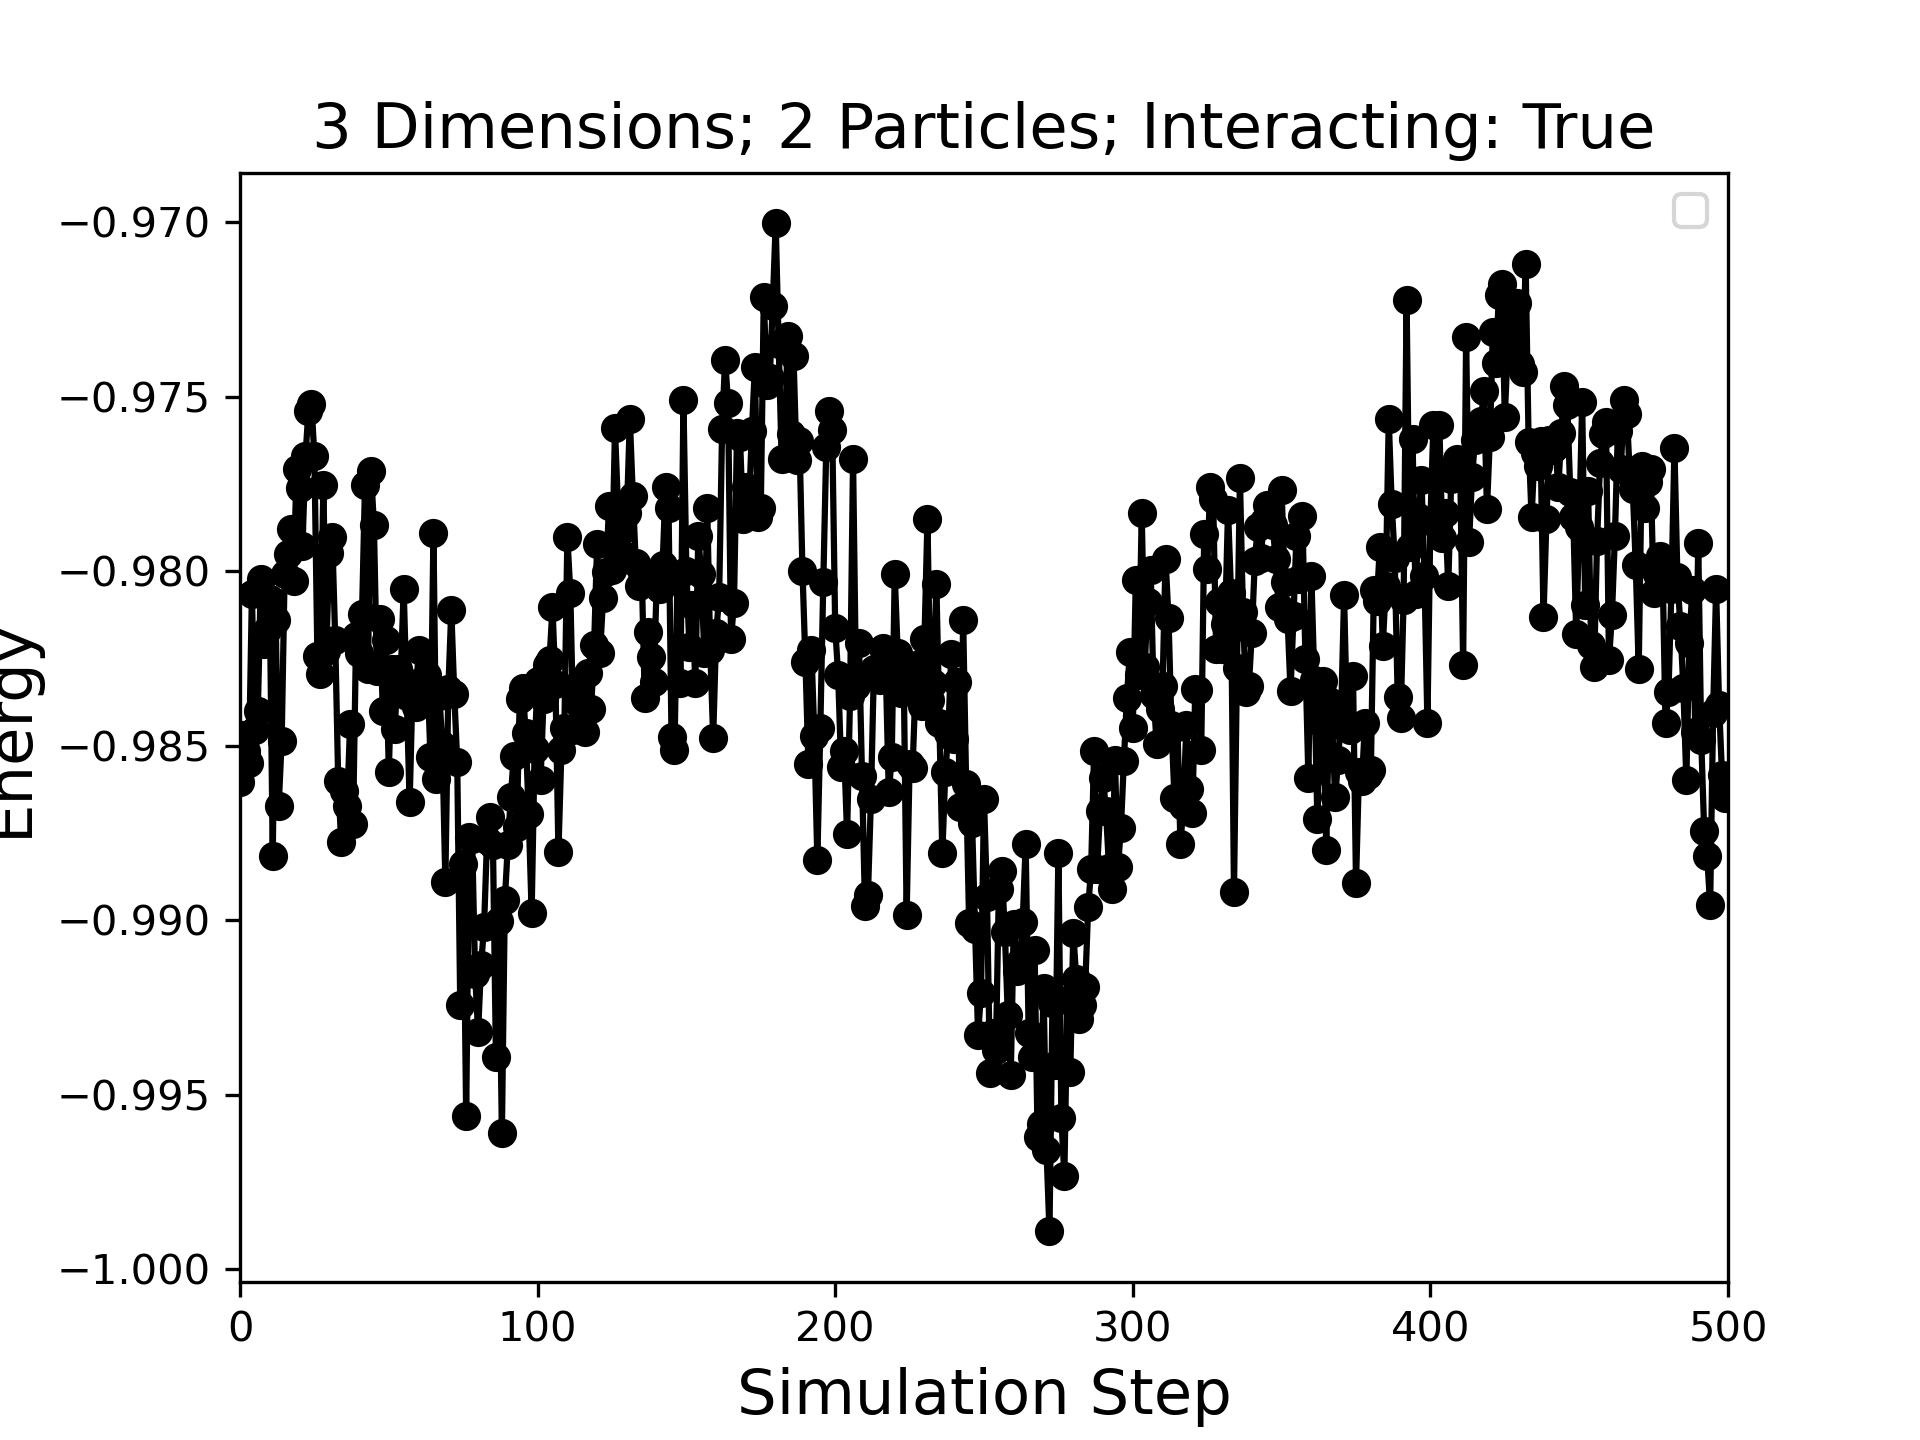 3 Dimensions; 2 Particles; Interacting: True
−0.970
−0.975
−0.980
−0.985
−0.990
−0.995
−1.000
Energy
0 100 200 300 400 500
Simulation Step